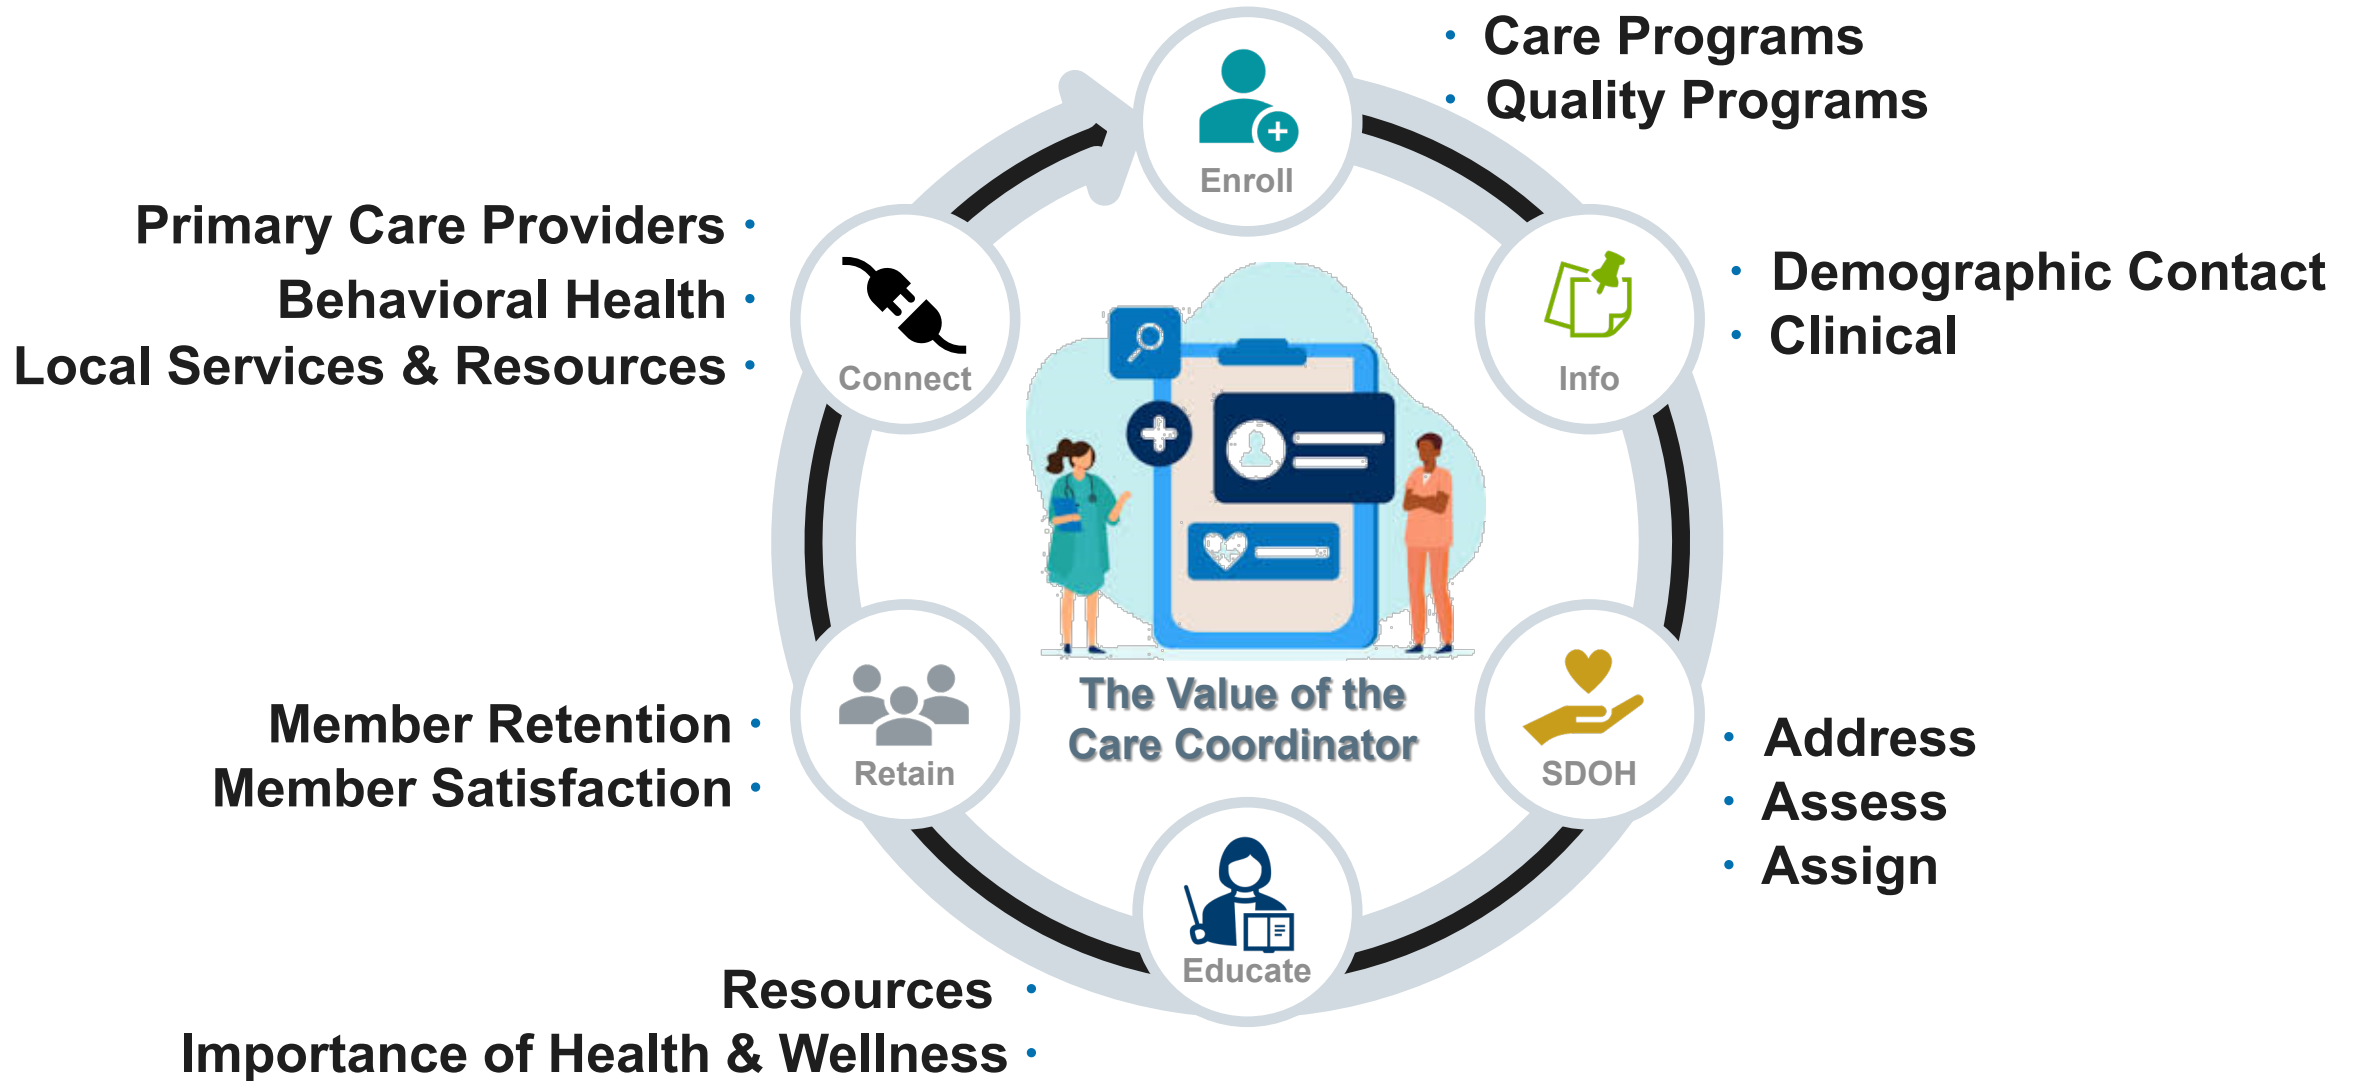 Enroll
· Care Programs
· Quality Programs
Info
· Demographic Contact
· Clinical
SDOH
· Address
· Assess
· Assign
Educate
Resources ·
Importance of Health & Wellness ·
Retain
Member Retention ·
Member Satisfaction ·
Connect
Primary Care Providers ·
Behavioral Health ·
Local Services & Resources ·
The Value of the
Care Coordinator